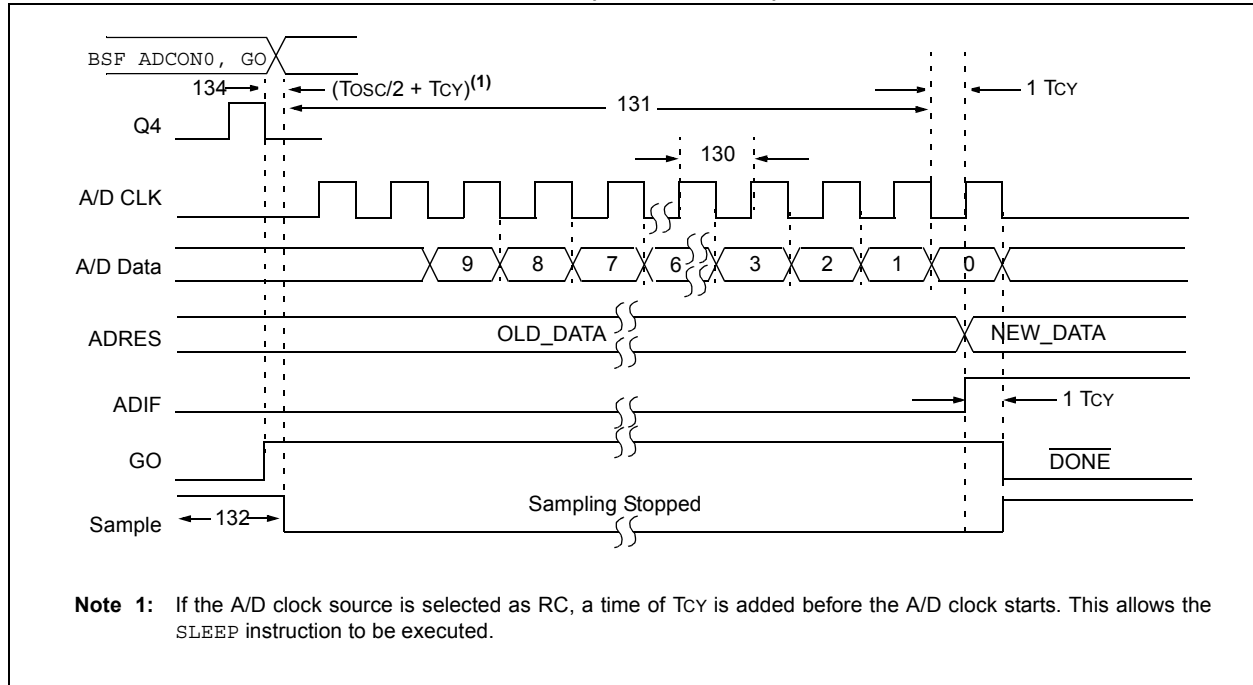 BSF ADCON0, GO
134 (TOSC/2 + TCY)(1) 1 TCY
131
Q4
130
A/D CLK
A/D Data 9 8 7 6 3 2 1 0
ADRES OLD_DATA NEW_DATA
ADIF 1 TCY
GO DONE
Sample 132 Sampling Stopped
Note 1: If the A/D clock source is selected as RC, a time of TCY is added before the A/D clock starts. This allows the
SLEEP instruction to be executed.